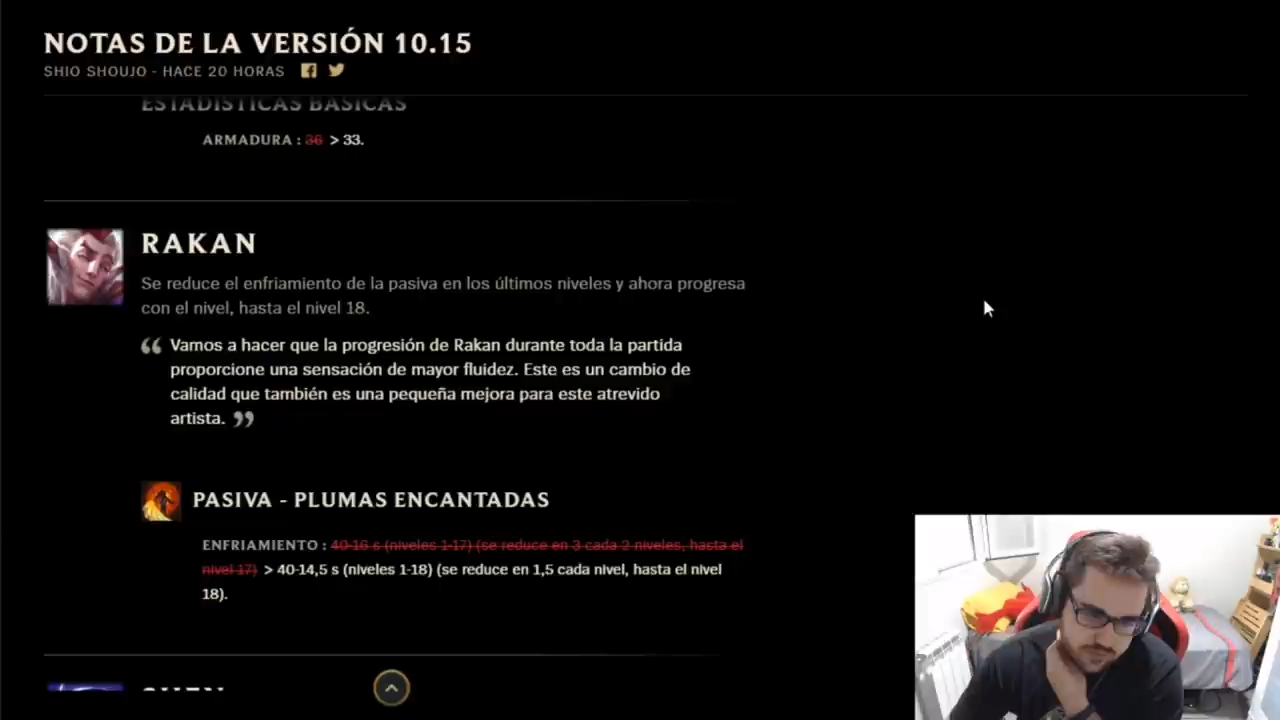 NOTAS DE LA VERSIÓN 10.15
SHIO SHOUJO - HACE 20 HORAS
ESTADÍSTICAS BÁSICAS
ARMADURA : 36 > 33.
RAKAN
Se reduce el enfriamiento de la pasiva en los últimos niveles y ahora progresa
con el nivel, hasta el nivel 18.
“ Vamos a hacer que la progresión de Rakan durante toda la partida
proporcione una sensación de mayor fluidez. Este es un cambio de
calidad que también es una pequeña mejora para este atrevido
artista. ”
PASIVA - PLUMAS ENCANTADAS
ENFRIAMIENTO : 40-16 s (niveles 1-17) (se reduce en 3 cada 2 niveles, hasta el
nivel 17) > 40-14,5 s (niveles 1-18) (se reduce en 1,5 cada nivel, hasta el nivel
18).